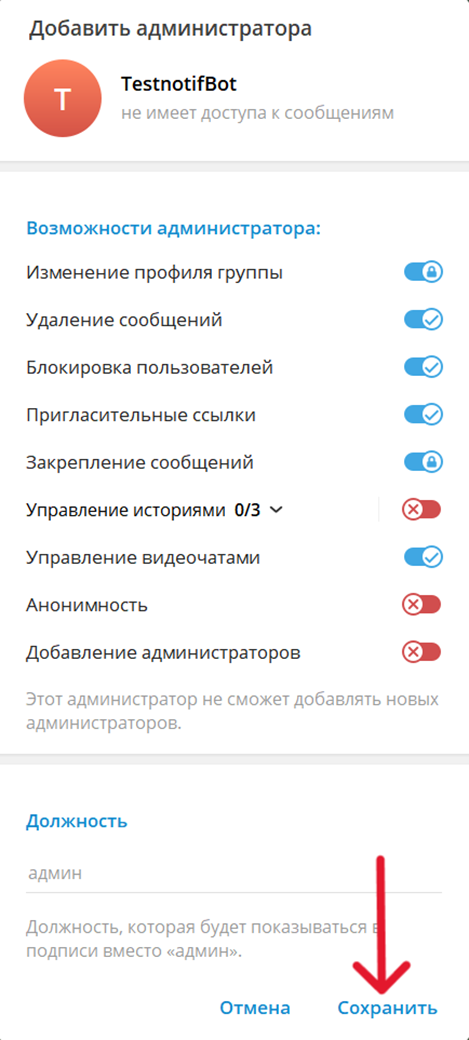 Добавить администратора
T
TestnotifBot
не имеет доступа к сообщениям
Возможности администратора:
Изменение профиля группы
Удаление сообщений
Блокировка пользователей
Пригласительные ссылки
Закрепление сообщений
Управление историями 0/3
Управление видеочатами
Анонимность
Добавление администраторов
Этот администратор не сможет добавлять новых
администраторов.
Должность
админ
Должность, которая будет показываться в
подписи вместо «админ».
Отмена Сохранить